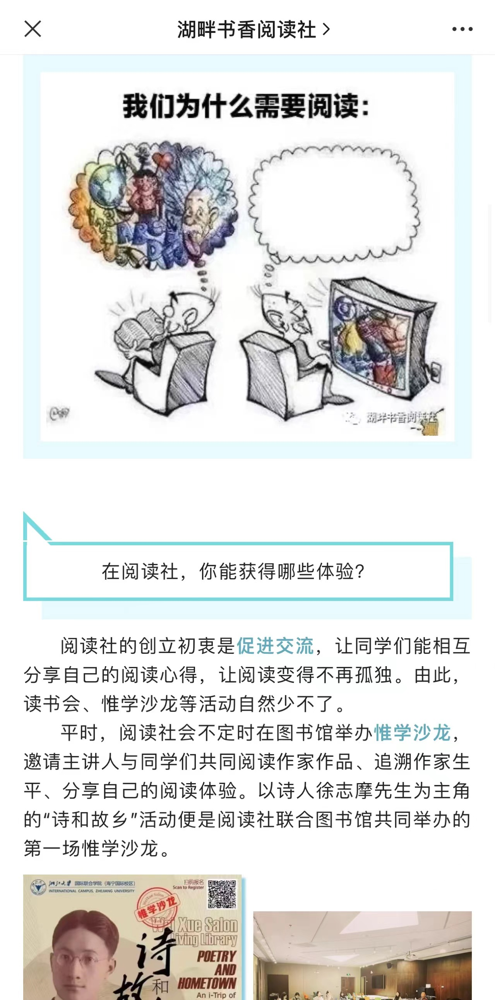 湖畔书香阅读社
我们为什么需要阅读：
湖畔书香阅读社
在阅读社，你能获得哪些体验？
阅读社的创立初衷是促进交流，让同学们能相互
分享自己的阅读心得，让阅读变得不再孤独。由此，
读书会、惟学沙龙等活动自然少不了。
平时，阅读社会不定时在图书馆举办惟学沙龙，
邀请主讲人与同学们共同阅读作家作品、追溯作家生
平、分享自己的阅读体验。以诗人徐志摩先生为主角
的“诗和故乡”活动便是阅读社联合图书馆共同举办的
第一场惟学沙龙。
浙江大学 国际联合学院（海宁国际校区）
INTERNATIONAL CAMPUS, ZHEJIANG UNIVERSITY
扫码报名
Scan to Register
WeiXue Salon
惟学沙龙
Wei Xue Salon
Living Library
诗
和
故
POETRY
AND
HOMETOWN
An i-Trip of